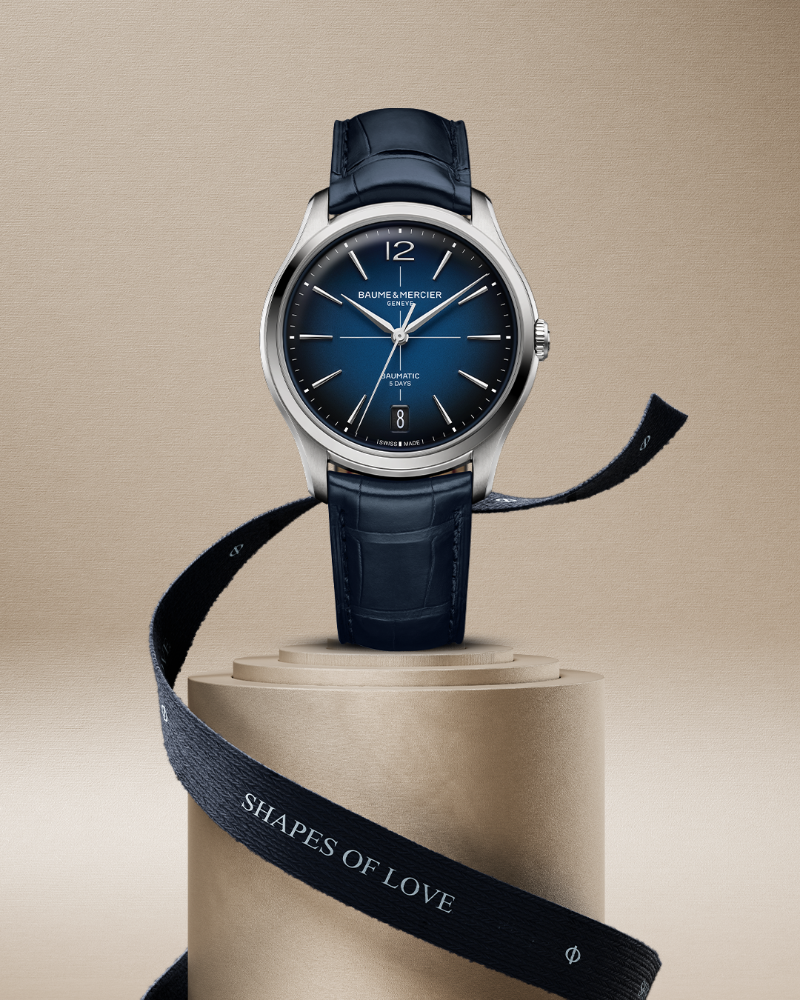 12
BAUME & MERCIER
GENEVE
BAUMATIC
5 DAYS
8
SWISS MADE
SHAPES OF LOVE